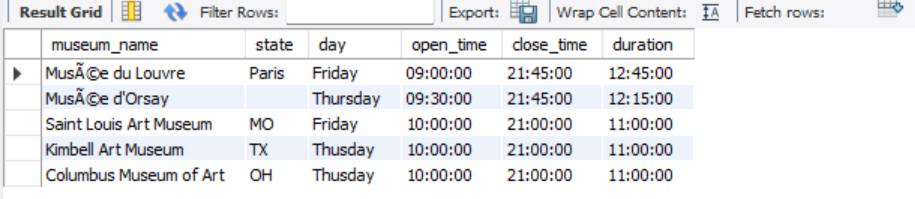 Result Grid Filter Rows: Export: Wrap Cell Content: IA Fetch rows:
museum_name state day open_time close_time duration
MusÃ©e du Louvre Paris Friday 09:00:00 21:45:00 12:45:00
MusÃ©e d'Orsay Thursday 09:30:00 21:45:00 12:15:00
Saint Louis Art Museum MO Friday 10:00:00 21:00:00 11:00:00
Kimbell Art Museum TX Thusday 10:00:00 21:00:00 11:00:00
Columbus Museum of Art OH Thusday 10:00:00 21:00:00 11:00:00